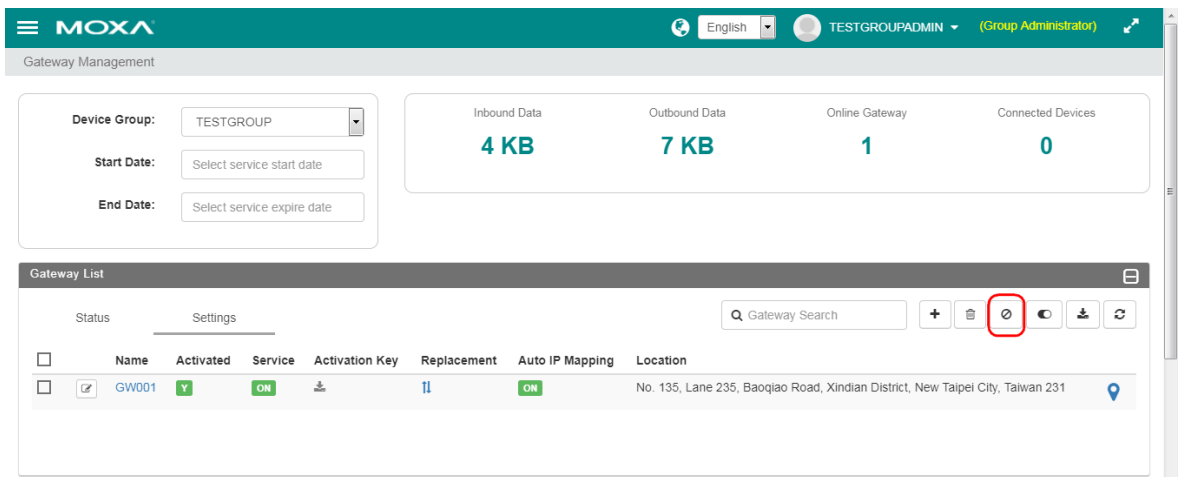 MOXA English TESTGROUPADMIN (Group Administrator)
Gateway Management
Device Group: TESTGROUP
Start Date: Select service start date
End Date: Select service expire date
Inbound Data Outbound Data Online Gateway Connected Devices
4 KB 7 KB 1 0
Gateway List
Status Settings Gateway Search
Name Activated Service Activation Key Replacement Auto IP Mapping Location
GW001 Y ON ON No. 135, Lane 235, Baoqiao Road, Xindian District, New Taipei City, Taiwan 231